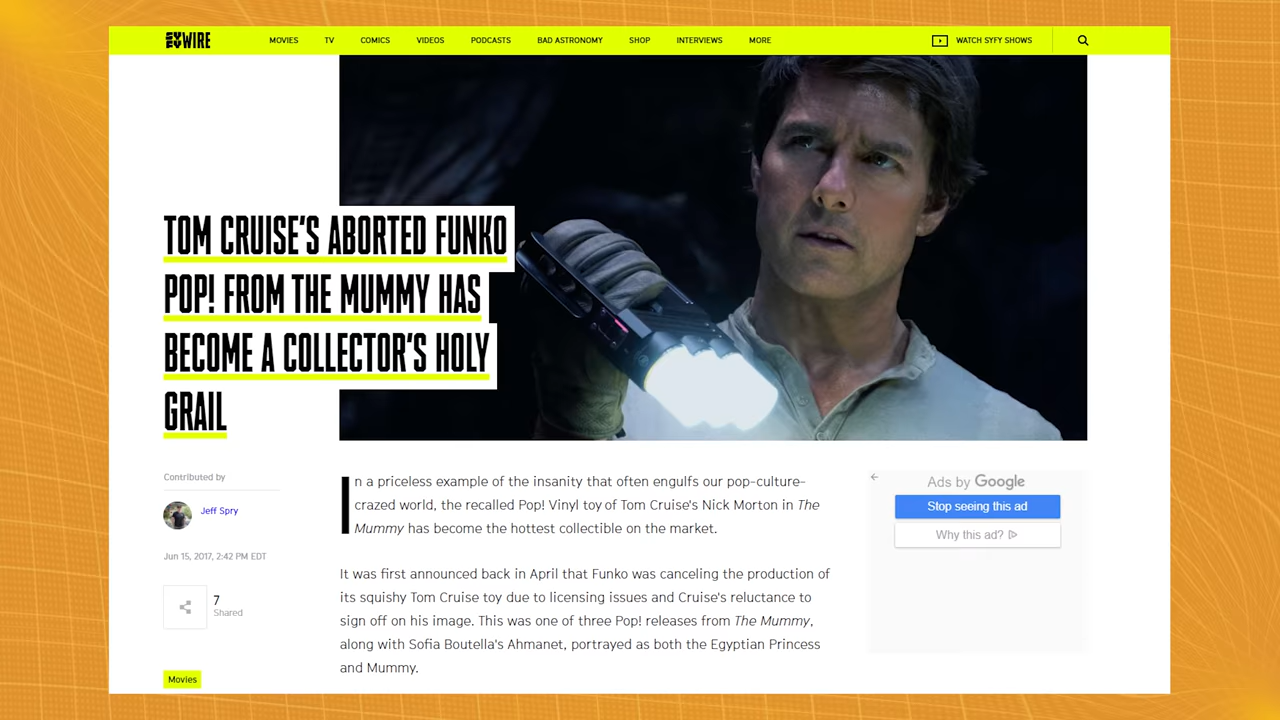 SYFY WIRE
MOVIES TV COMICS VIDEOS PODCASTS BAD ASTRONOMY SHOP INTERVIEWS MORE WATCH SYFY SHOWS
TOM CRUISE'S ABORTED FUNKO
POP! FROM THE MUMMY HAS
BECOME A COLLECTOR'S HOLY
GRAIL
Contributed by
Jeff Spry
Jun 15, 2017, 2:42 PM EDT
7
Shared
Movies
In a priceless example of the insanity that often engulfs our pop-culture-
crazed world, the recalled Pop! Vinyl toy of Tom Cruise's Nick Morton in The
Mummy has become the hottest collectible on the market.
It was first announced back in April that Funko was canceling the production of
its squishy Tom Cruise toy due to licensing issues and Cruise's reluctance to
sign off on his image. This was one of three Pop! releases from The Mummy,
along with Sofia Boutella's Ahmanet, portrayed as both the Egyptian Princess
and Mummy.
Ads by Google
Stop seeing this ad
Why this ad?